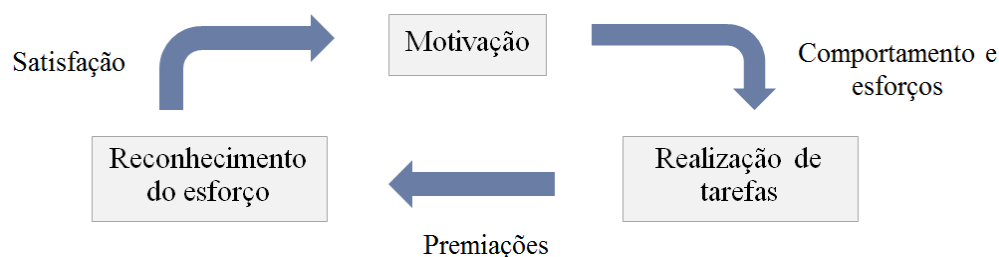 Motivação
Satisfação
Comportamento e
esforços
Reconhecimento
do esforço
Realização de
tarefas
Premiações